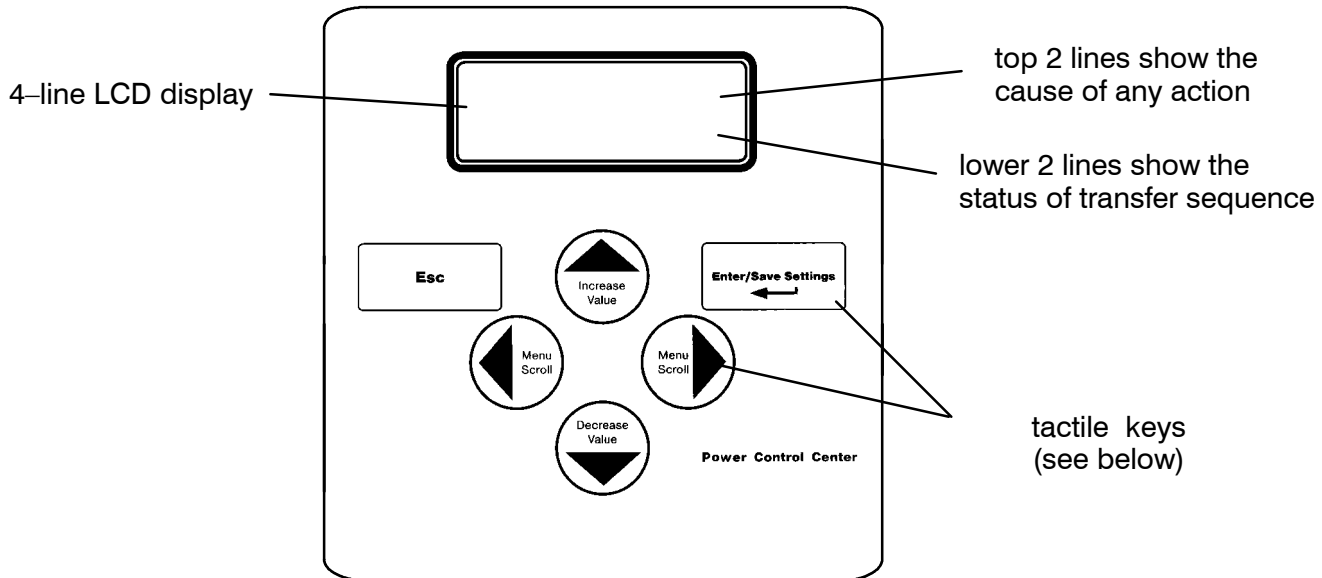 top 2 lines show the
cause of any action
4–line LCD display
lower 2 lines show the
status of transfer sequence
Esc
Increase
Value
Enter/Save Settings
Menu
Scroll
Menu
Scroll
Decrease
Value
Power Control Center
tactile keys
(see below)